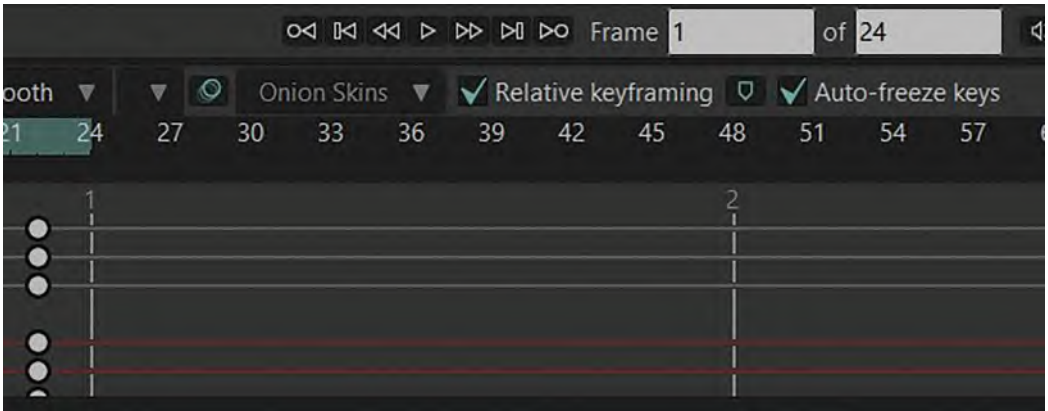 Frame 1 of 24
ooth Onion Skins Relative keyframing Auto-freeze keys
21 24 27 30 33 36 39 42 45 48 51 54 57
1 2